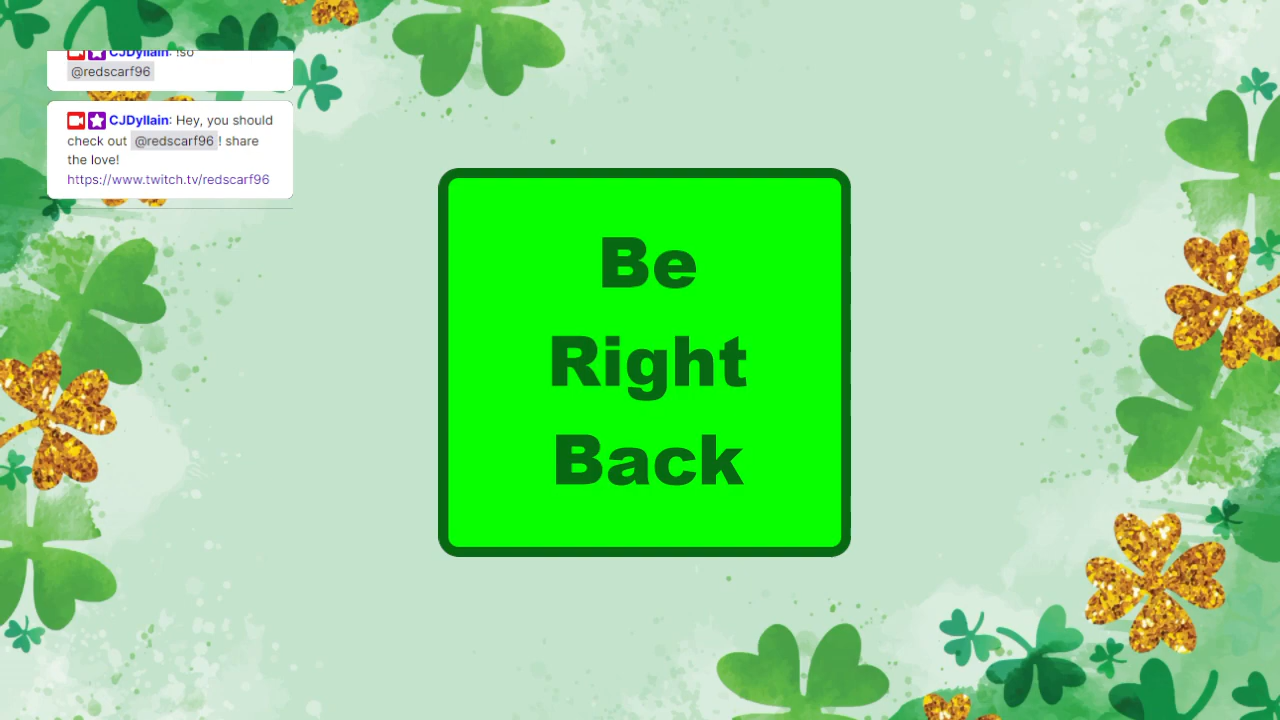 CJDyllain: !so
@redscarf96
CJDyllain: Hey, you should
check out @redscarf96 ! share
the love!
https://www.twitch.tv/redscarf96
Be
Right
Back